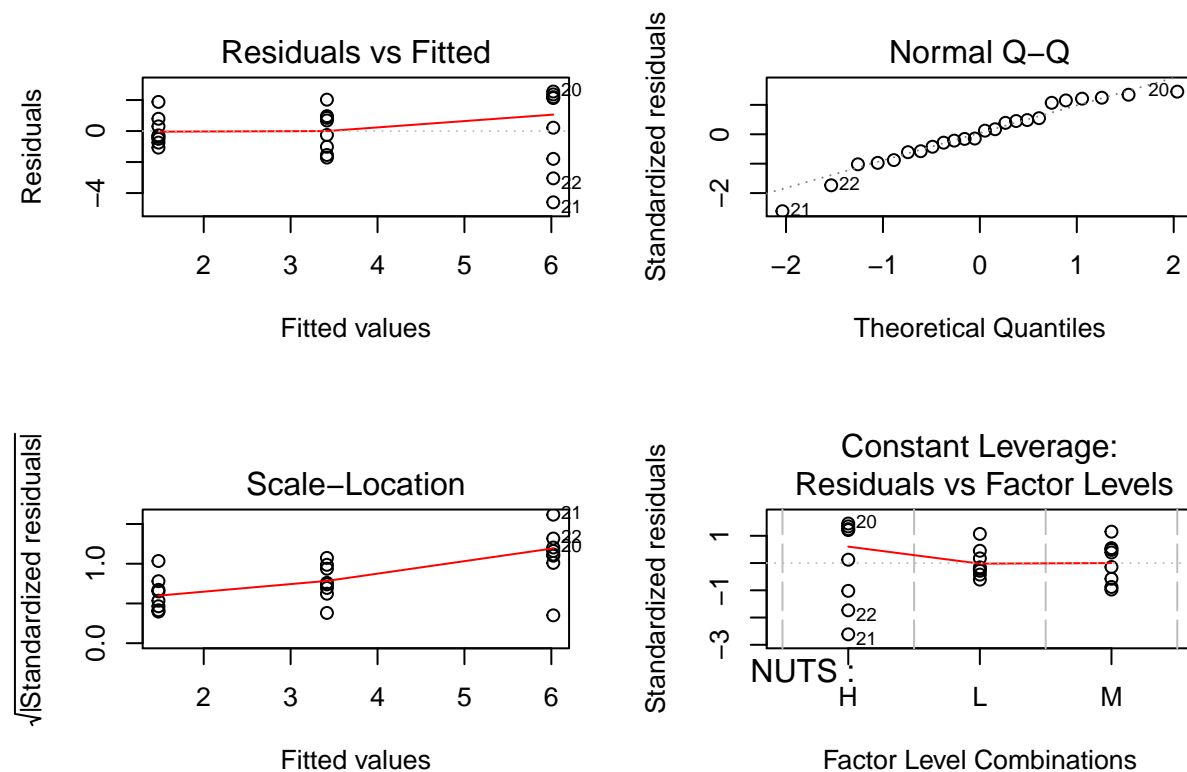 Residuals vs Fitted
Residuals
0
−4
20
22
21
2 3 4 5 6
Fitted values
Normal Q−Q
Standardized residuals
0
−2
20
22
21
−2 −1 0 1 2
Theoretical Quantiles
Scale−Location
√|Standardized residuals|
1.0
0.0
21
22
20
2 3 4 5 6
Fitted values
Constant Leverage:
Residuals vs Factor Levels
Standardized residuals
1
−1
−3
20
22
21
NUTS :
H L M
Factor Level Combinations